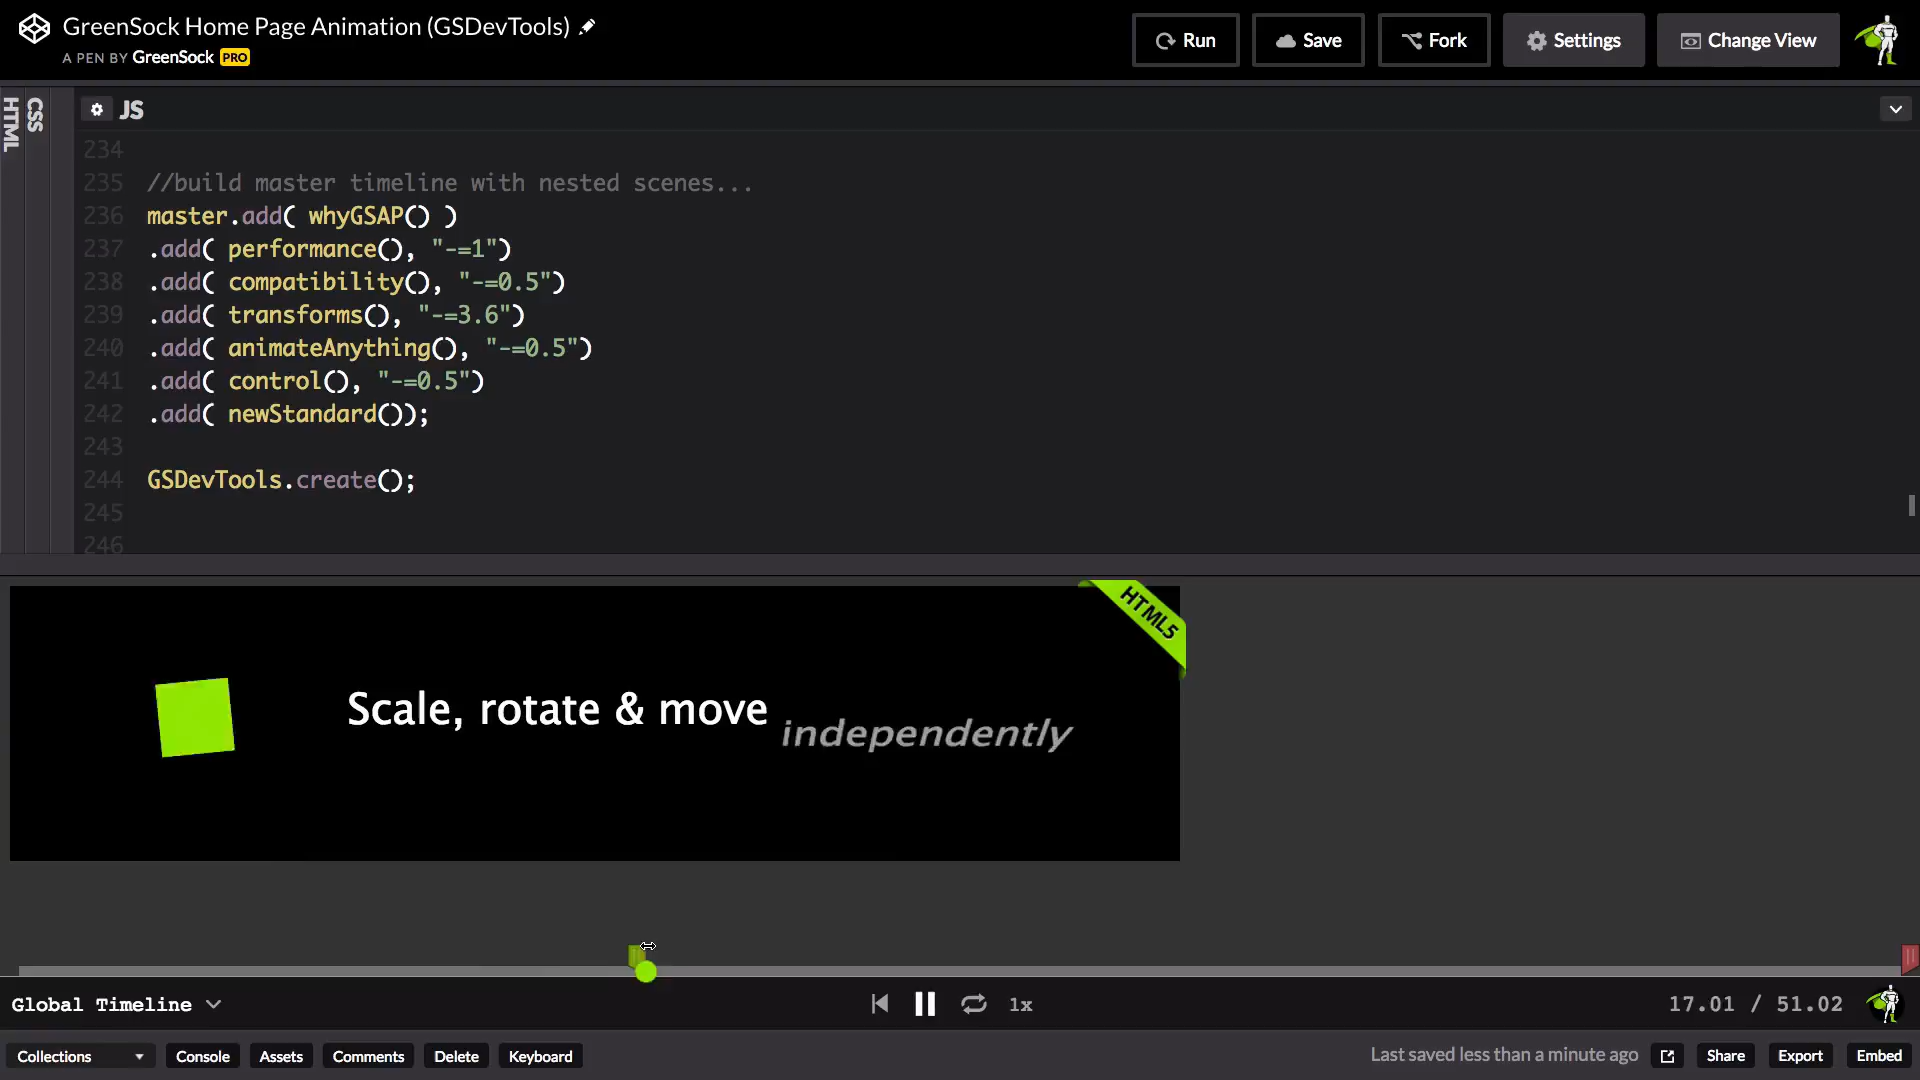 GreenSock Home Page Animation (GSDevTools)
A PEN BY GreenSock PRO
Run
Save
Fork
Settings
Change View
HTML
CSS
JS
234
235 //build master timeline with nested scenes...
236 master.add( whyGSAP() )
237 .add( performance(), "-=1")
238 .add( compatibility(), "-=0.5")
239 .add( transforms(), "-=3.6")
240 .add( animateAnything(), "-=0.5")
241 .add( control(), "-=0.5")
242 .add( newStandard());
243
244 GSDevTools.create();
245
246
HTML5
Scale, rotate & move independently
Global Timeline
1x
17.01 / 51.02
Collections
Console
Assets
Comments
Delete
Keyboard
Last saved less than a minute ago
Share
Export
Embed